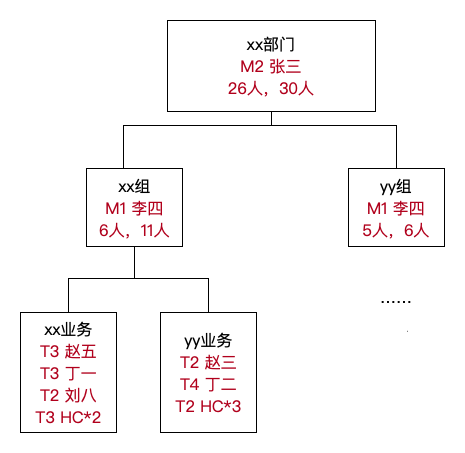 xx部门
M2 张三
26人，30人
xx组
M1 李四
6人，11人
yy组
M1 李四
5人，6人
xx业务
T3 赵五
T3 丁一
T2 刘八
T3 HC*2
yy业务
T2 赵三
T4 丁二
T2 HC*3
......